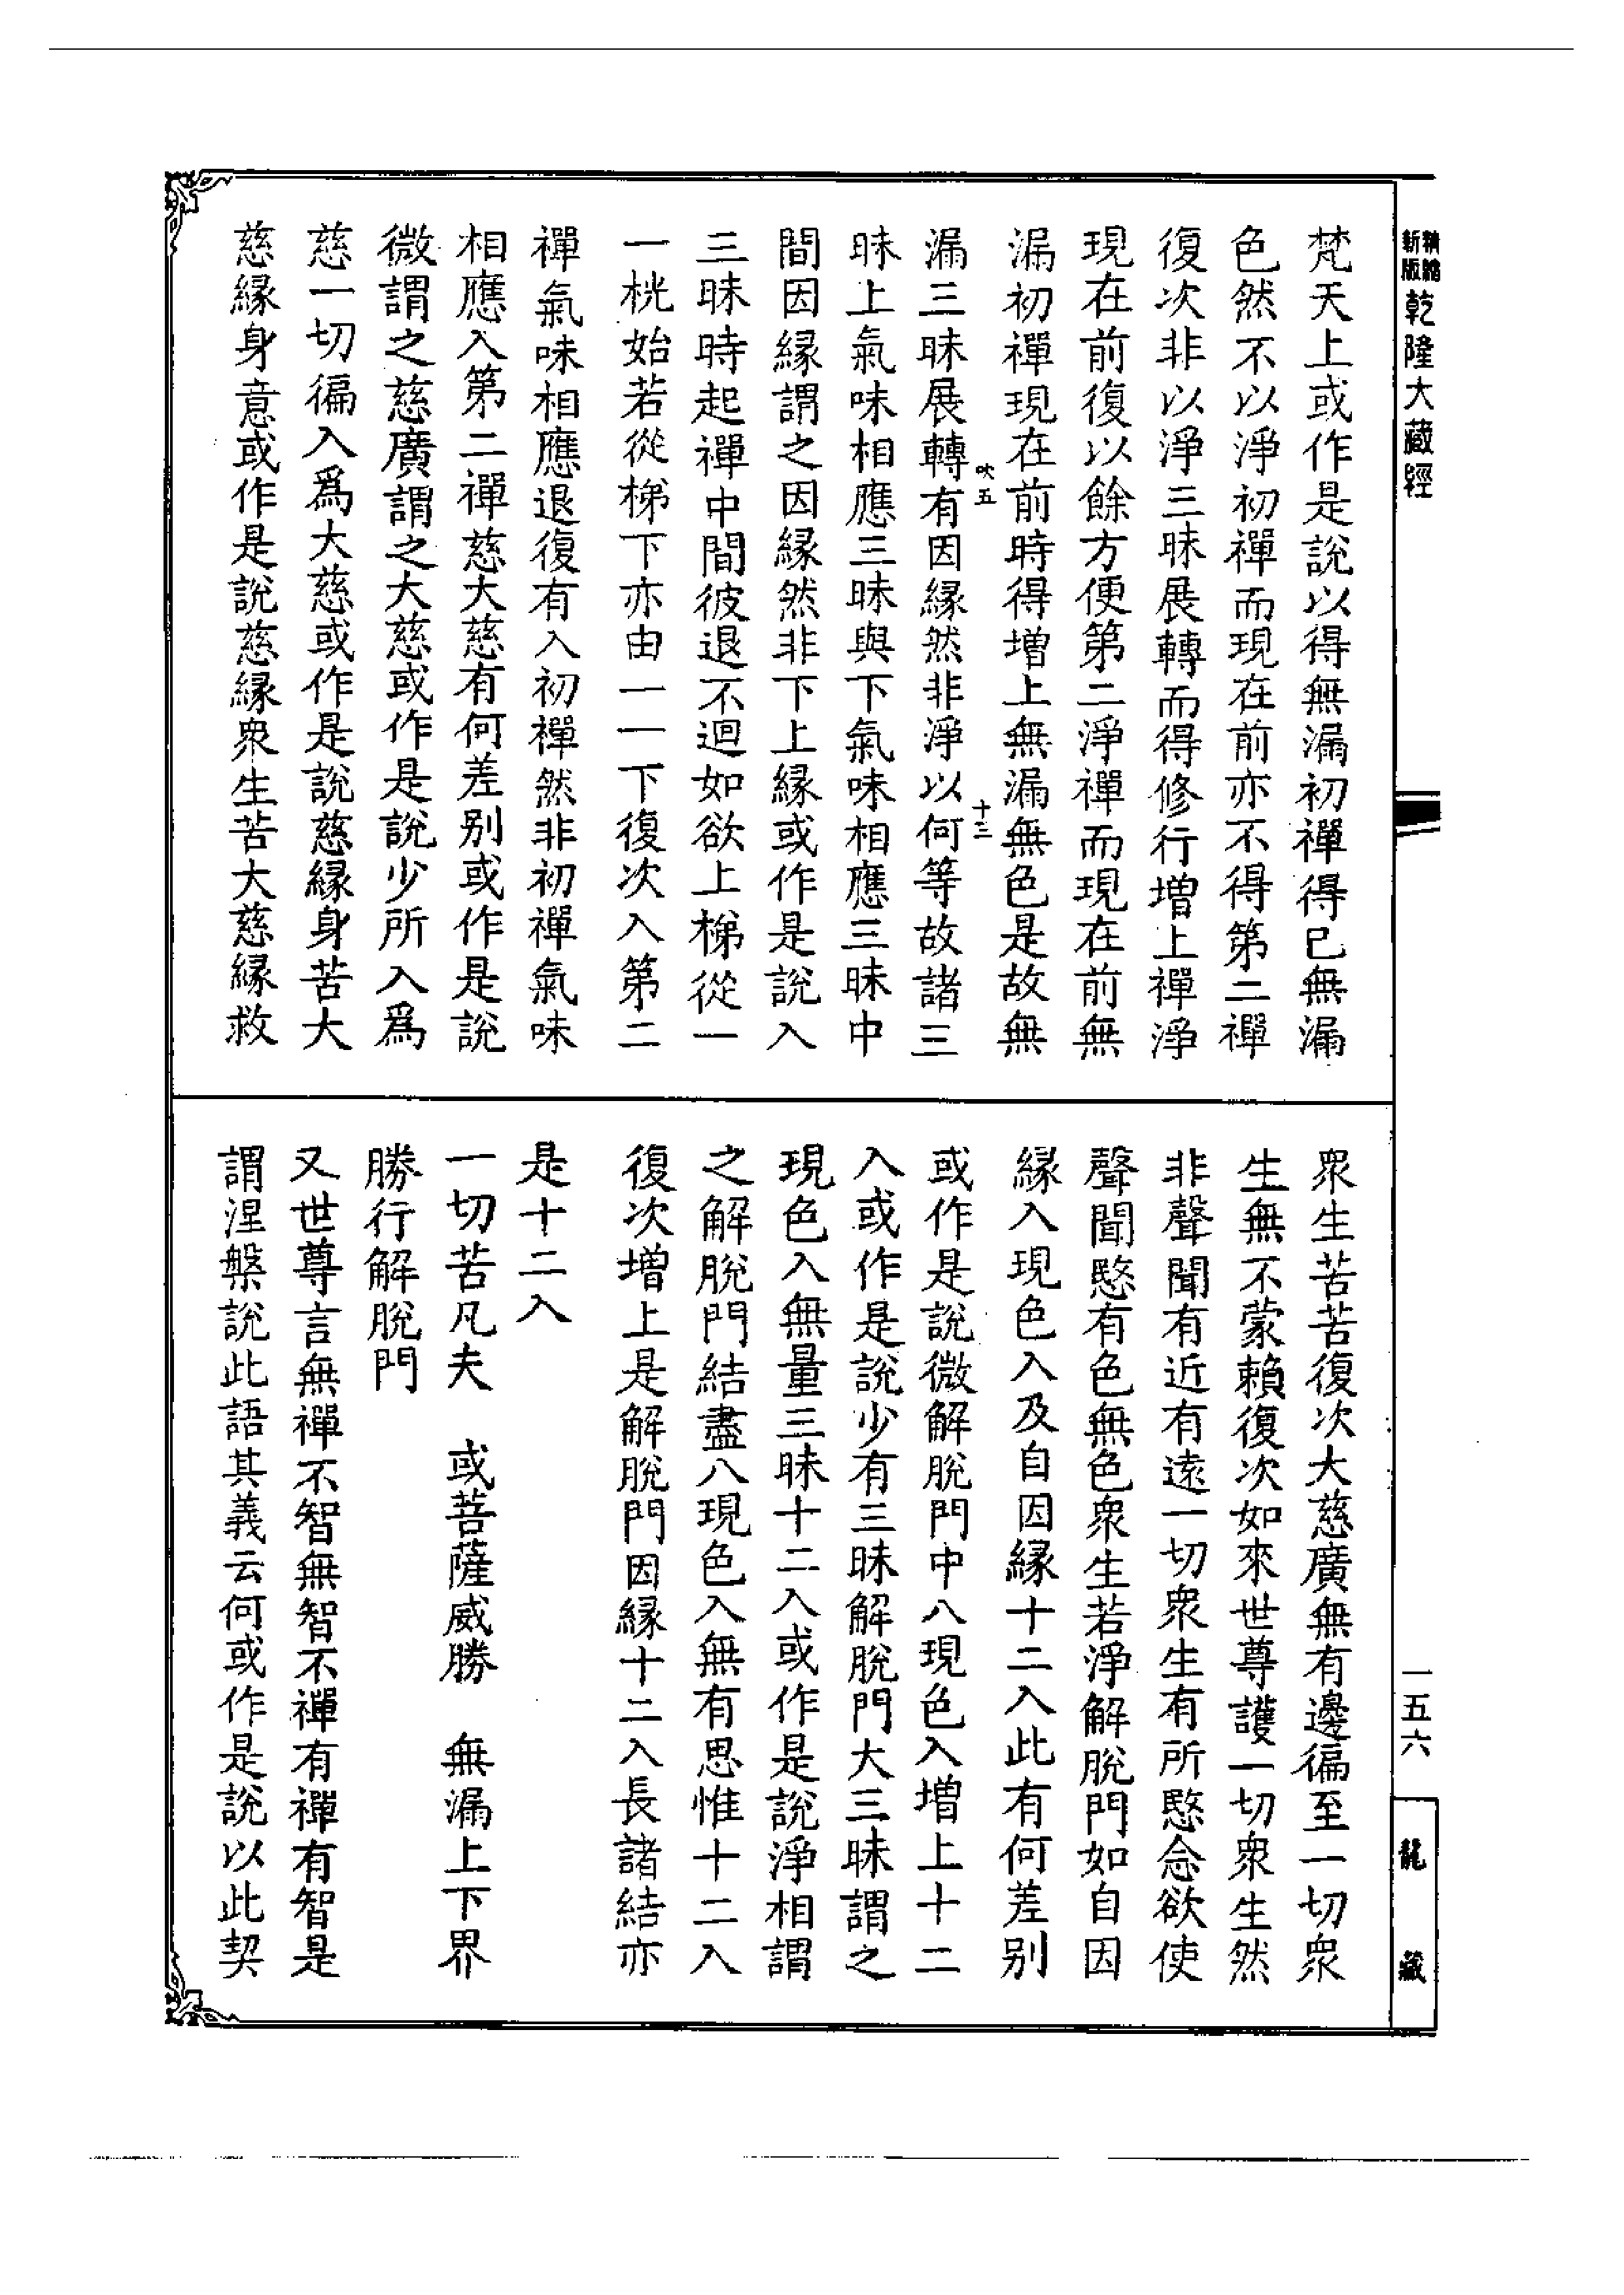 精縮新版乾隆大藏經
梵天上或作是說以得無漏初禪得已無漏
色然不以淨初禪而現在前亦不得第二禪
復次非以淨三昧展轉而得修行增上禪淨
現在前復以餘方便第二淨禪而現在前無
漏初禪現在前時得增上無漏無色是故無
吠五 十三
漏三昧展轉有因緣然非淨以何等故諸三
昧上氣味相應三昧與下氣味相應三昧中
間因緣謂之因緣然非下上緣或作是說入
三昧時起禪中間彼退不迴如欲上梯從一
一桄始若從梯下亦由一一下復次入第二
禪氣味相應退復有入初禪然非初禪氣味
相應入第二禪慈大慈有何差别或作是說
微謂之慈廣謂之大慈或作是說少所入爲
慈一切徧入爲大慈或作是說慈緣身苦大
慈緣身意或作是說慈緣衆生苦大慈緣救
衆生苦苦復次大慈廣無有邊徧至一切衆
生無不蒙賴復次如來世尊護一切衆生然
非聲聞有近有遠一切衆生有所愍念欲使
聲聞愍有色無色衆生若淨解脫門如自因
緣入現色入及自因緣十二入此有何差别
或作是說微解脫門中八現色入增上十二
入或作是說少有三昧解脫門大三昧謂之
現色入無量三昧十二入或作是說淨相謂
之解脫門結盡八現色入無有思惟十二入
復次增上是解脫門因緣十二入長諸結亦
是十二入
一切苦凡夫　或菩薩威勝　無漏上下界
勝行解脫門
又世尊言無禪不智無智不禪有禪有智是
謂涅槃說此語其義云何或作是說以此契
一五六
龍藏